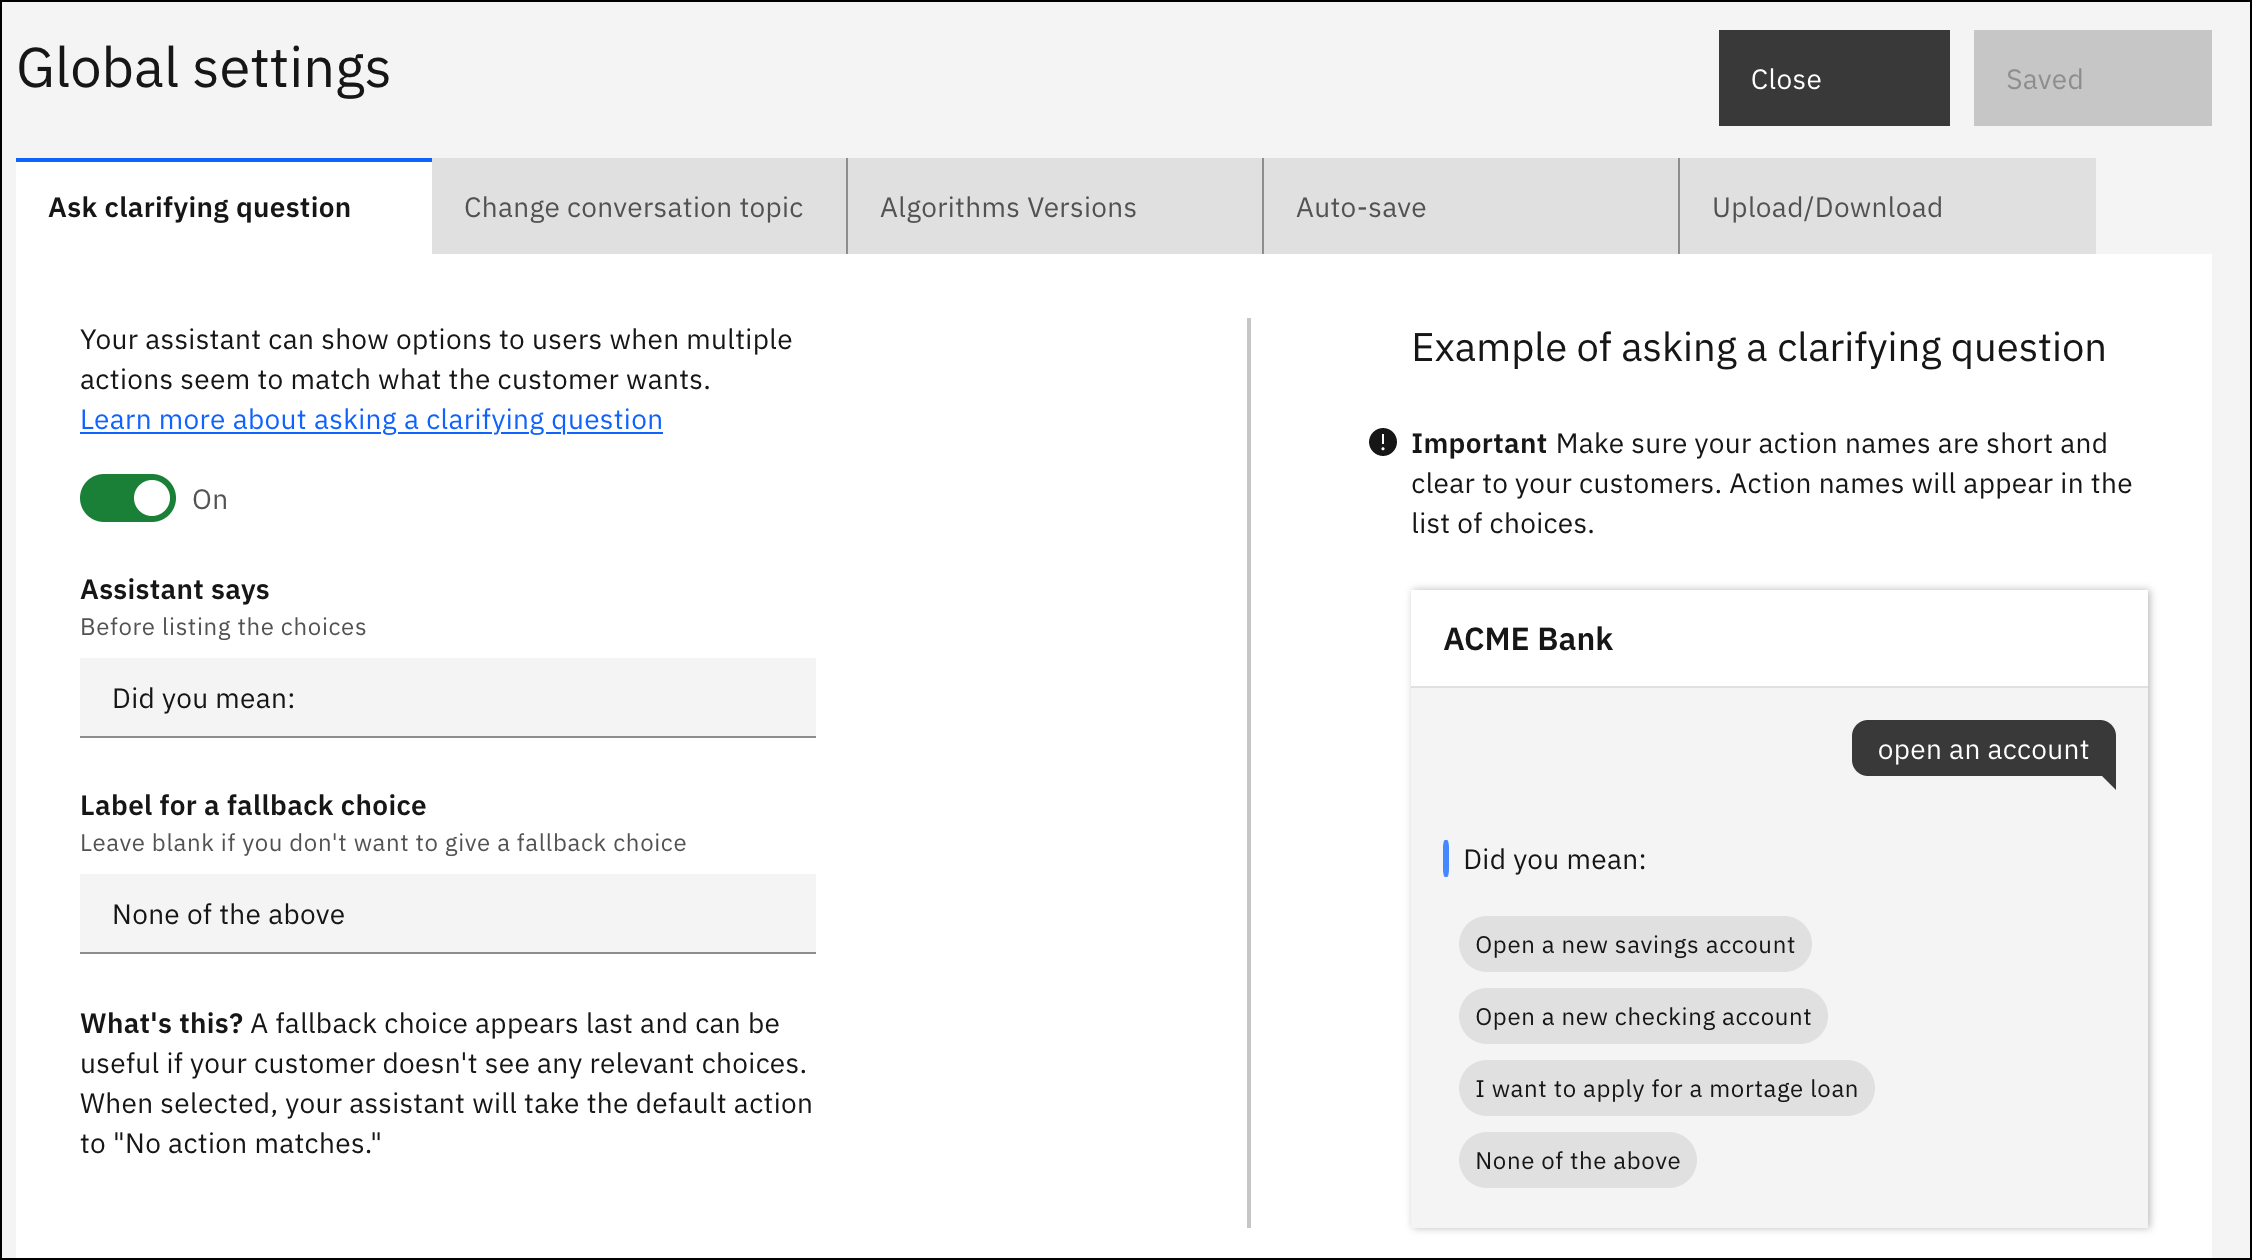 Global settings
Close
Saved
Ask clarifying question
Change conversation topic
Algorithms Versions
Auto-save
Upload/Download
Your assistant can show options to users when multiple
actions seem to match what the customer wants.
Learn more about asking a clarifying question
On
Assistant says
Before listing the choices
Did you mean:
Label for a fallback choice
Leave blank if you don't want to give a fallback choice
None of the above
What's this? A fallback choice appears last and can be
useful if your customer doesn't see any relevant choices.
When selected, your assistant will take the default action
to "No action matches."
Example of asking a clarifying question
Important Make sure your action names are short and
clear to your customers. Action names will appear in the
list of choices.
ACME Bank
open an account
Did you mean:
Open a new savings account
Open a new checking account
I want to apply for a mortage loan
None of the above